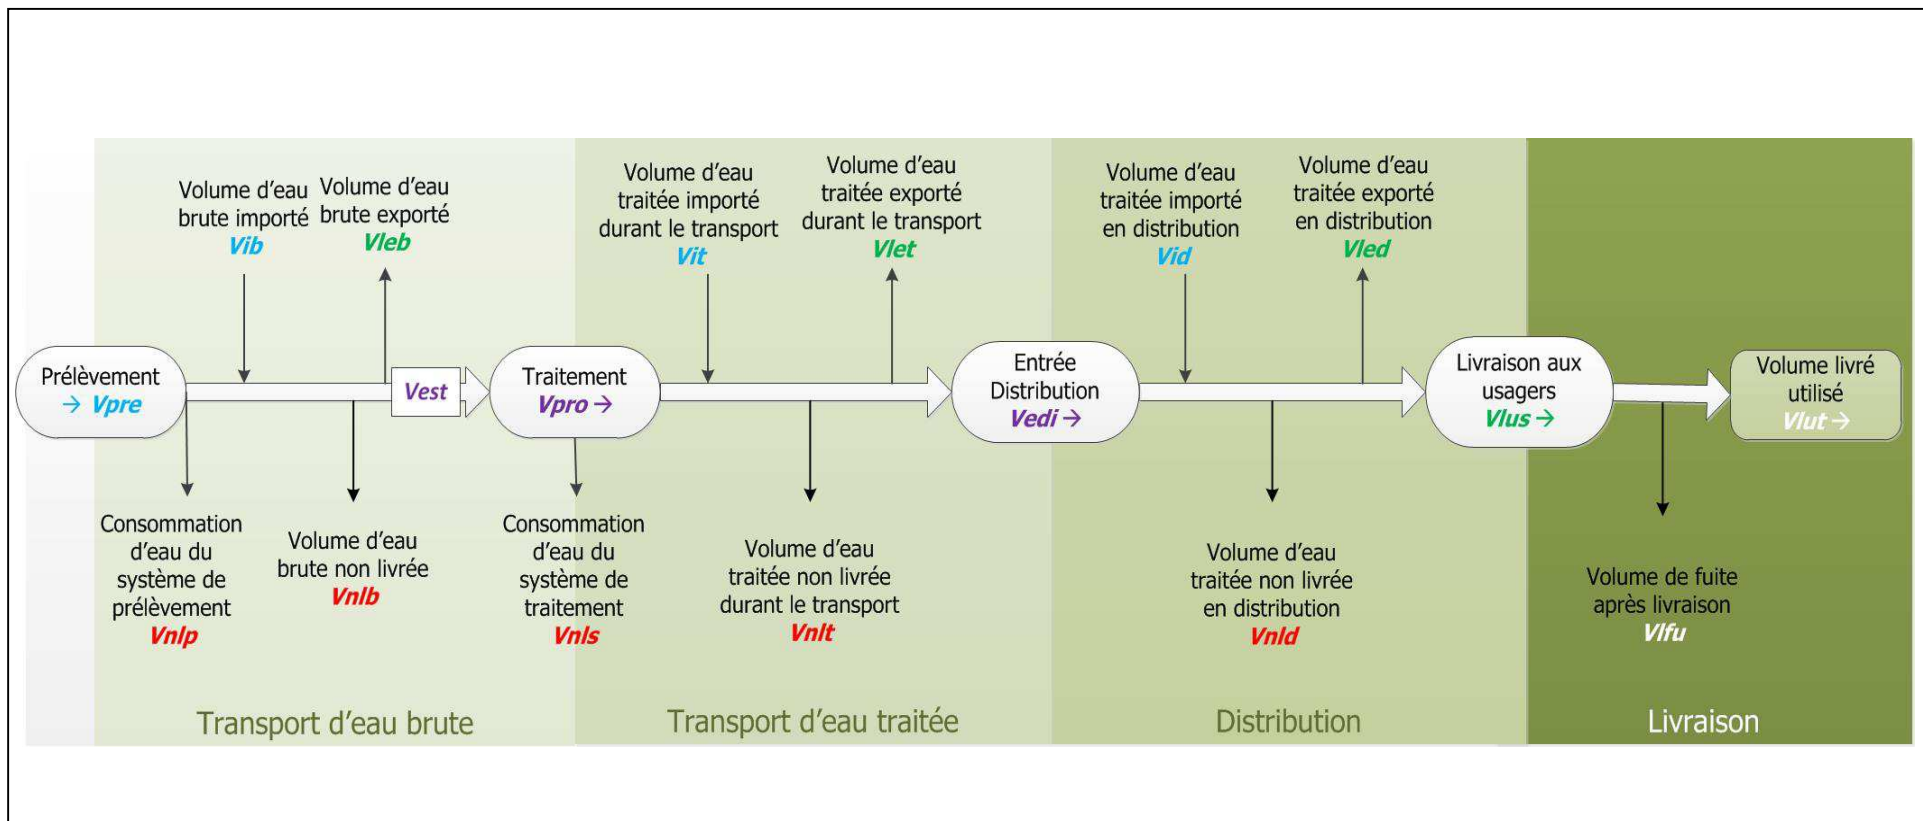 Volume d'eau
brute importé
Vib
Volume d'eau
brute exporté
Vleb
Volume d'eau
traitée importé
durant le transport
Vit
Volume d'eau
traitée exporté
durant le transport
Vlet
Volume d'eau
traitée importé
en distribution
Vid
Volume d'eau
traitée exporté
en distribution
Vled
Prélèvement
→ Vpre
Vest
Traitement
Vpro →
Entrée
Distribution
Vedi →
Livraison aux
usagers
Vlus →
Volume livré
utilisé
Vlut →
Consommation
d'eau du
système de
prélèvement
Vnlp
Volume d'eau
brute non livrée
Vnlb
Consommation
d'eau du
système de
traitement
Vnls
Volume d'eau
traitée non livrée
durant le transport
Vnlt
Volume d'eau
traitée non livrée
en distribution
Vnld
Volume de fuite
après livraison
Vlfu
Transport d'eau brute
Transport d'eau traitée
Distribution
Livraison